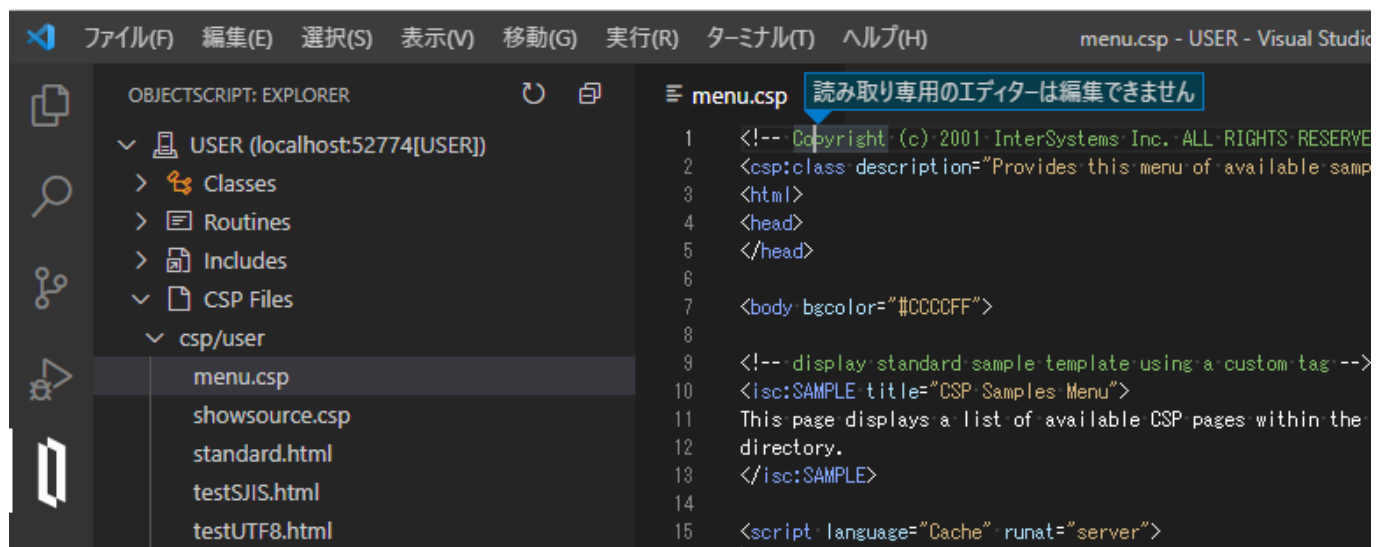 ファイル(F) 編集(E) 選択(S) 表示(V) 移動(G) 実行(R) ターミナル(T) ヘルプ(H) menu.csp - USER - Visual Studio
OBJECTSCRIPT: EXPLORER
USER (localhost:52774[USER])
Classes
Routines
Includes
CSP Files
csp/user
menu.csp
showsource.csp
standard.html
testSJIS.html
testUTF8.html
menu.csp
読み取り専用のエディターは編集できません
1 <!-- Copyright (c) 2001 InterSystems Inc. ALL RIGHTS RESERVE
2 <csp:class description="Provides this menu of available samp
3 <html>
4 <head>
5 </head>
6
7 <body bgcolor="#CCCCFF">
8
9 <!-- display standard sample template using a custom tag -->
10 <isc:SAMPLE title="CSP Samples Menu">
11 This page displays a list of available CSP pages within the
12 directory.
13 </isc:SAMPLE>
14
15 <script language="Cache" runat="server">